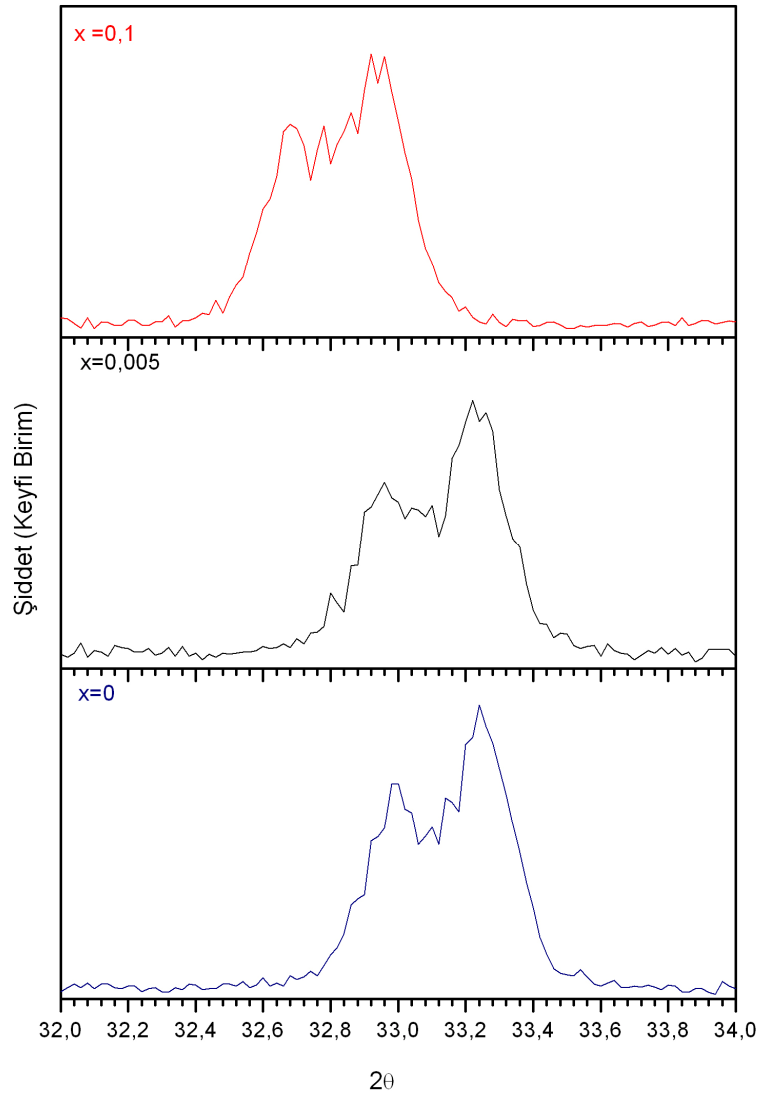 x =0,1
x=0,005
Şiddet (Keyfi Birim)
x=0
32,0 32,2 32,4 32,6 32,8 33,0 33,2 33,4 33,6 33,8 34,0
2θ